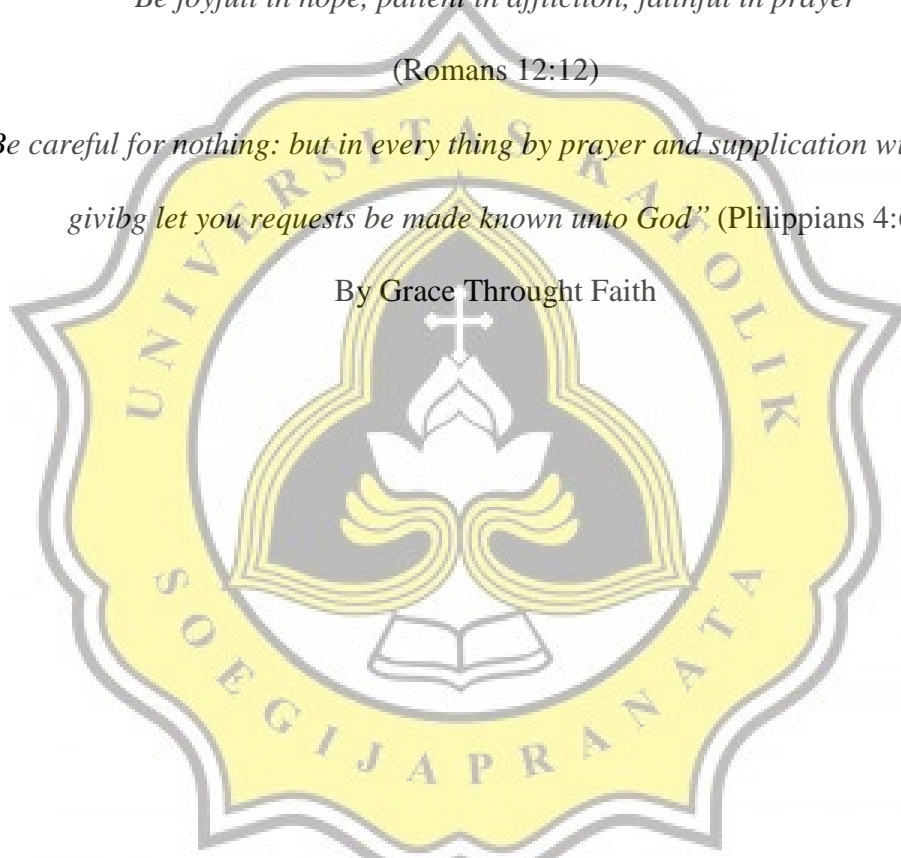 Be joyfull in hope, patient in affliction, faithful in prayer
(Romans 12:12)
Be careful for nothing: but in every thing by prayer and supplication
givibg let you requests be made known unto God” (Plilippians 4:
By Grace Throught Faith
UNIVERSITAS KATOLIK
SOEGIJAPRANATA